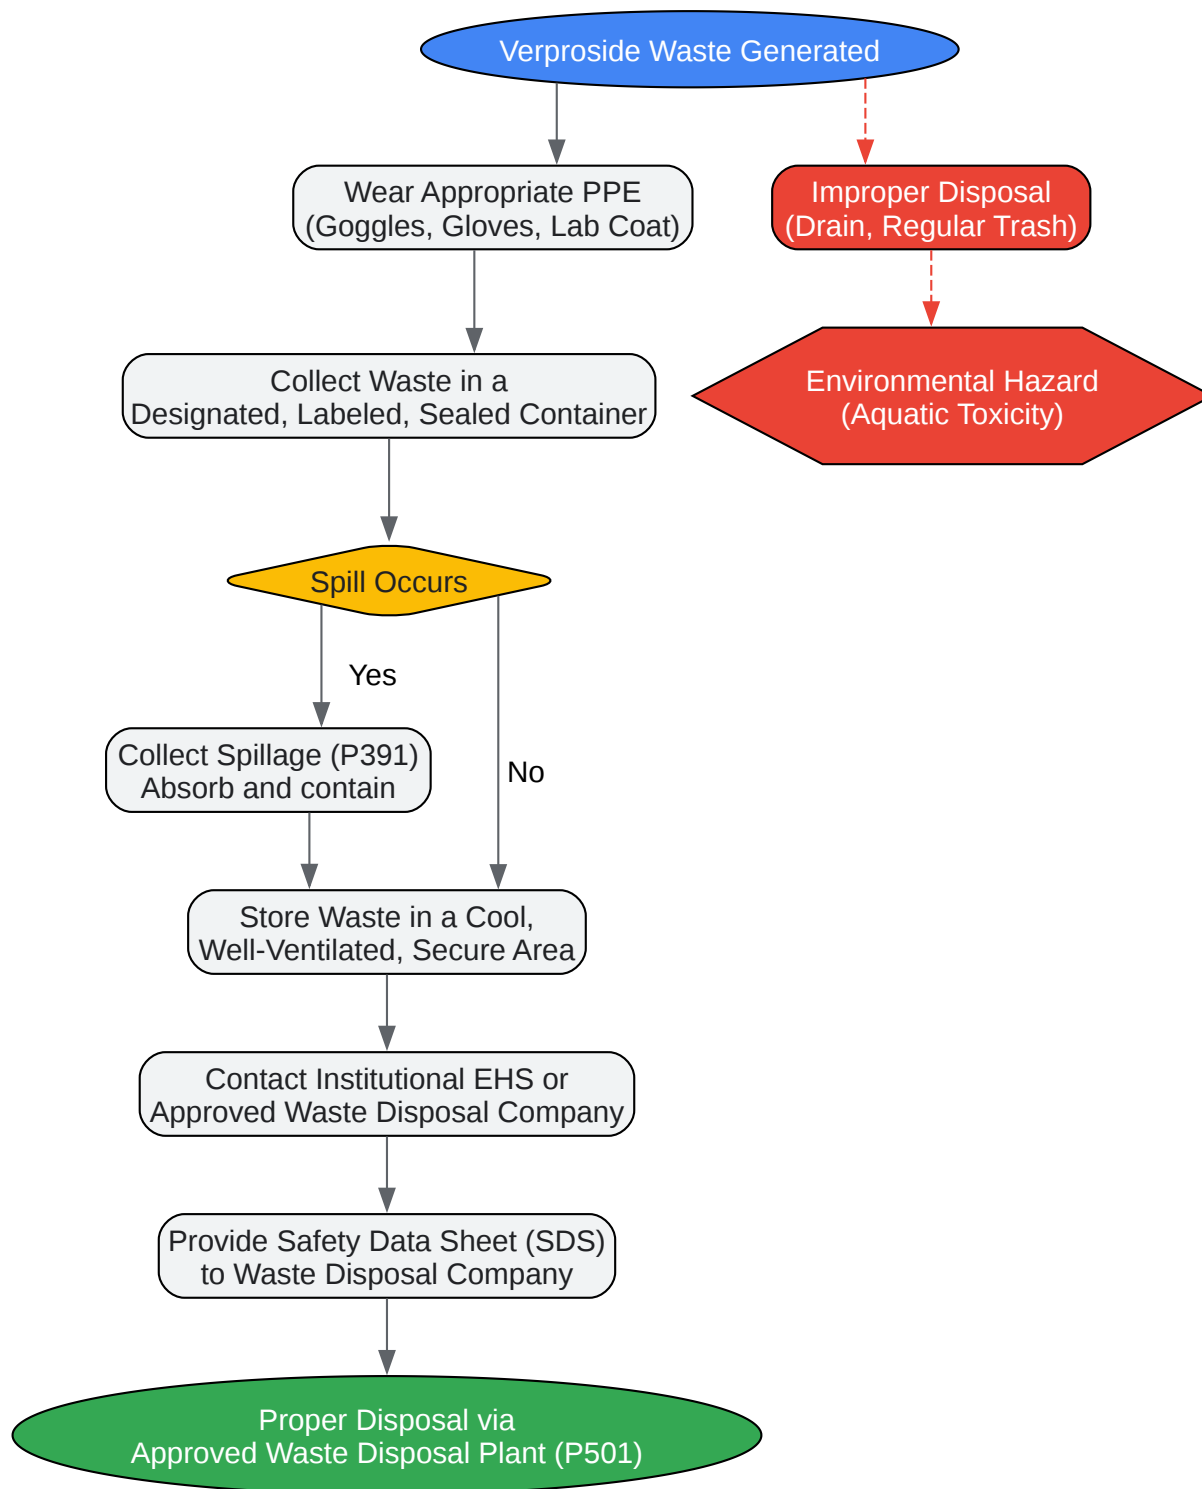 Verproside Waste Generated
Wear Appropriate PPE
(Goggles, Gloves, Lab Coat)
Improper Disposal
(Drain, Regular Trash)
Collect Waste in a
Designated, Labeled, Sealed Container
Environmental Hazard
(Aquatic Toxicity)
Spill Occurs
Yes
Collect Spillage (P391)
Absorb and contain
No
Store Waste in a Cool,
Well-Ventilated, Secure Area
Contact Institutional EHS or
Approved Waste Disposal Company
Provide Safety Data Sheet (SDS)
to Waste Disposal Company
Proper Disposal via
Approved Waste Disposal Plant (P501)